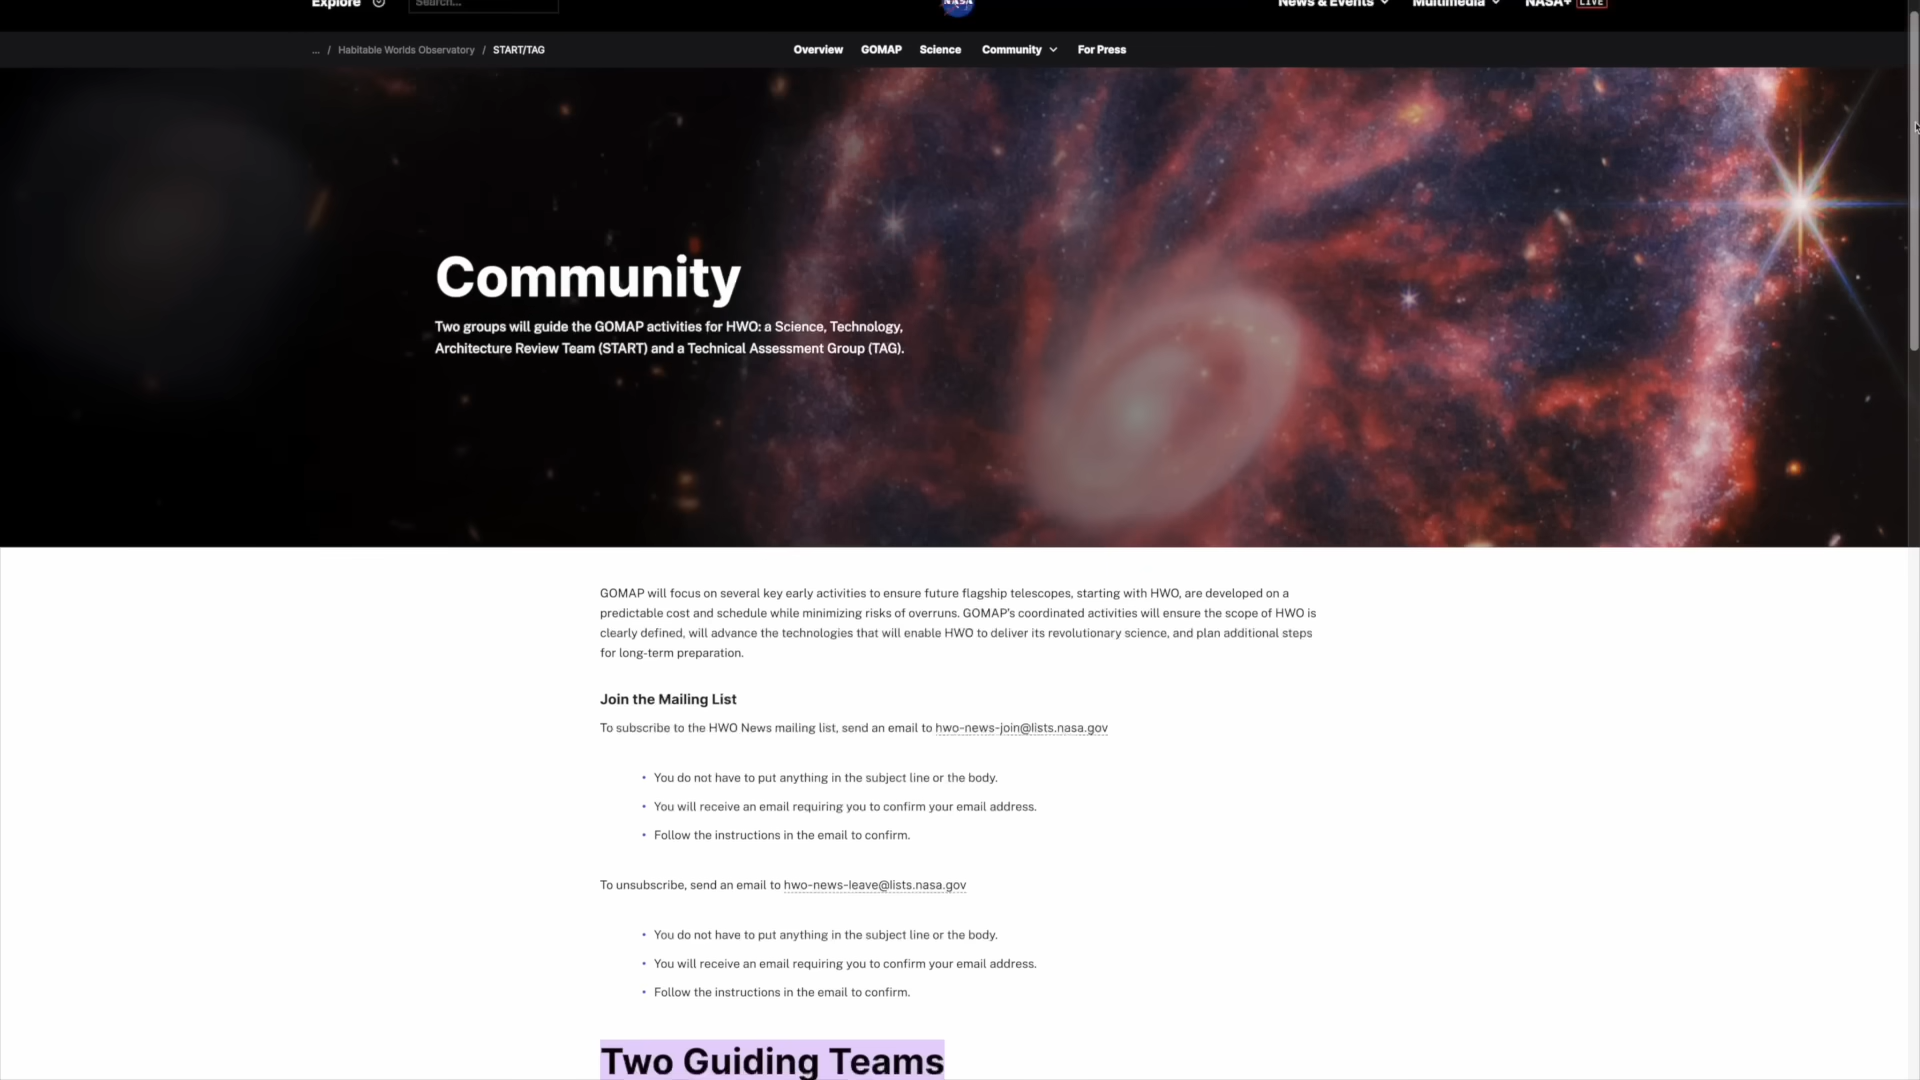 Explore
Search...
NASA
News & Events
Multimedia
NASA+ LIVE
... / Habitable Worlds Observatory / START/TAG
Overview GOMAP Science Community For Press
Community
Two groups will guide the GOMAP activities for HWO: a Science, Technology,
Architecture Review Team (START) and a Technical Assessment Group (TAG).
GOMAP will focus on several key early activities to ensure future flagship telescopes, starting with HWO, are developed on a
predictable cost and schedule while minimizing risks of overruns. GOMAP's coordinated activities will ensure the scope of HWO is
clearly defined, will advance the technologies that will enable HWO to deliver its revolutionary science, and plan additional steps
for long-term preparation.
Join the Mailing List
To subscribe to the HWO News mailing list, send an email to hwo-news-join@lists.nasa.gov
• You do not have to put anything in the subject line or the body.
• You will receive an email requiring you to confirm your email address.
• Follow the instructions in the email to confirm.
To unsubscribe, send an email to hwo-news-leave@lists.nasa.gov
• You do not have to put anything in the subject line or the body.
• You will receive an email requiring you to confirm your email address.
• Follow the instructions in the email to confirm.
Two Guiding Teams